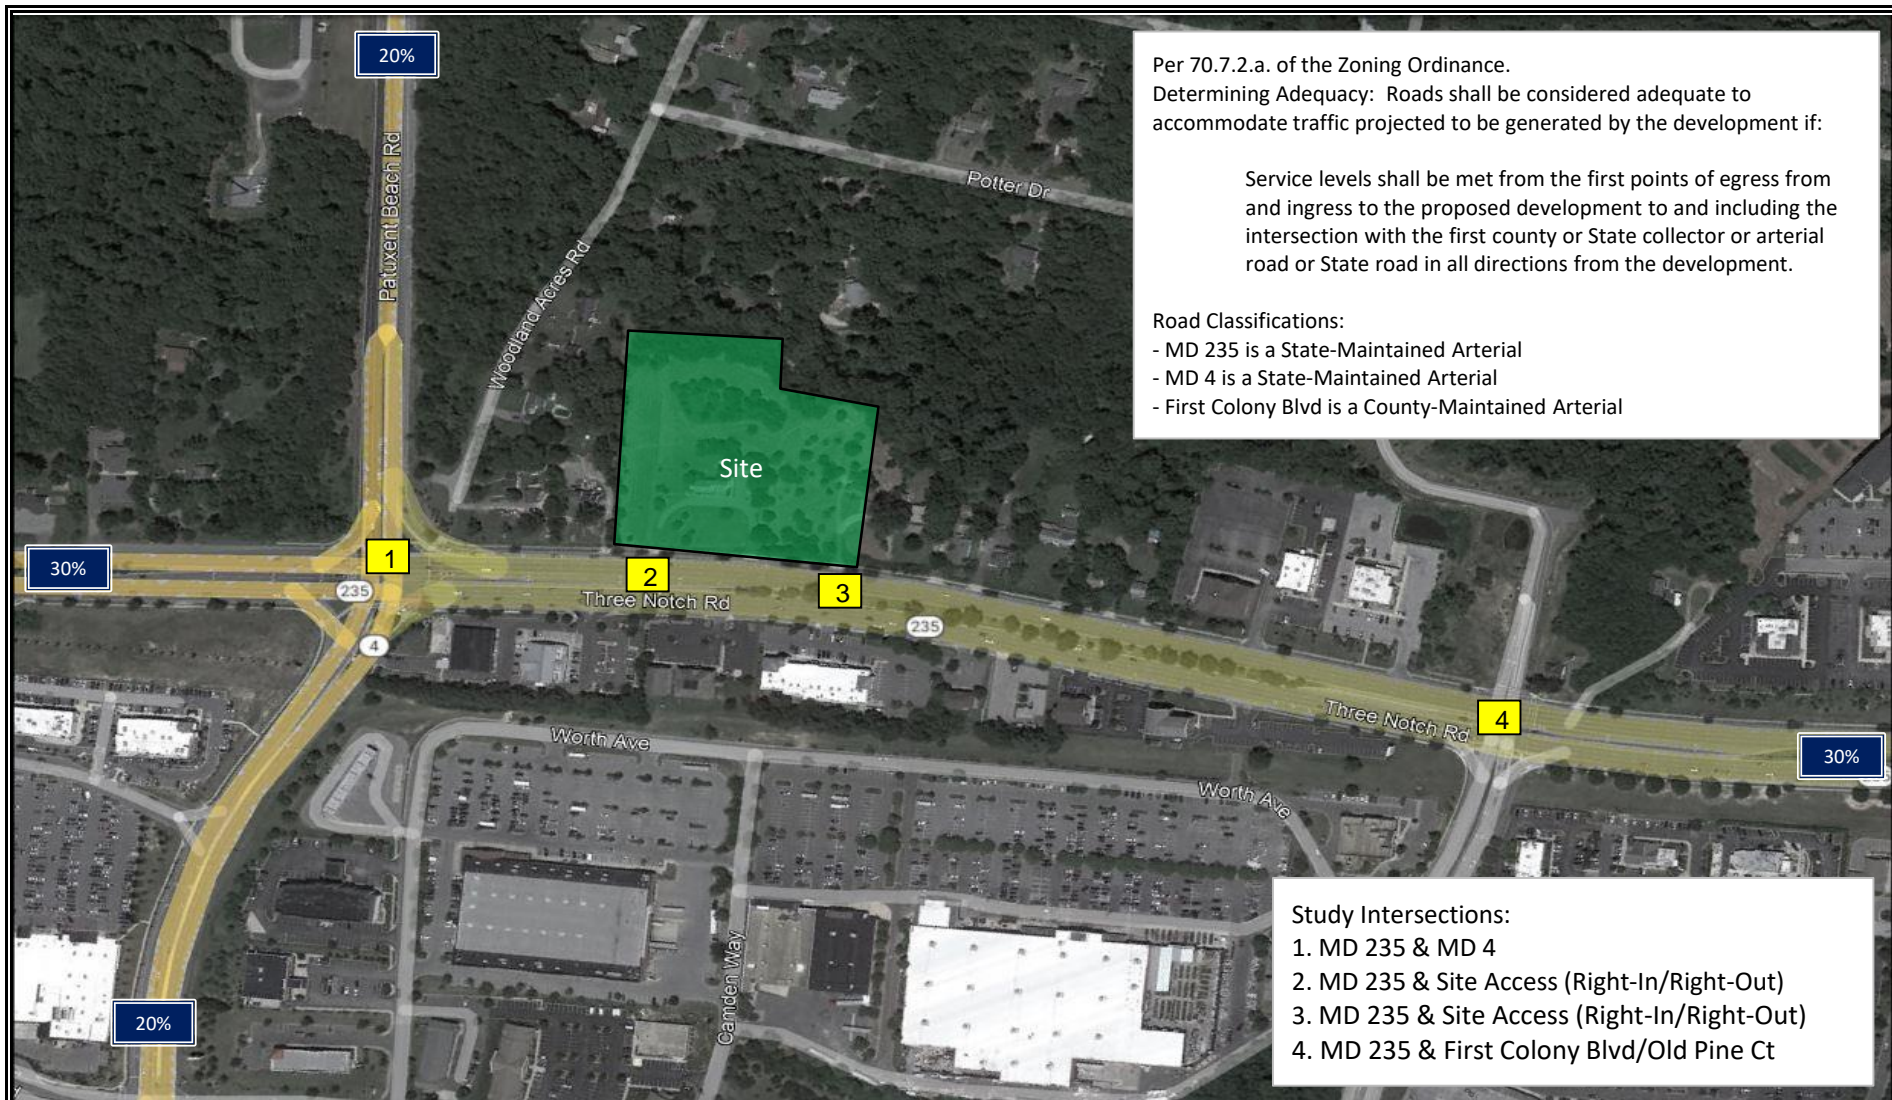 20%
Per 70.7.2.a. of the Zoning Ordinance.
Determining Adequacy: Roads shall be considered adequate to
accommodate traffic projected to be generated by the development if:
Service levels shall be met from the first points of egress from
and ingress to the proposed development to and including the
intersection with the first county or State collector or arterial
road or State road in all directions from the development.
Road Classifications:
- MD 235 is a State-Maintained Arterial
- MD 4 is a State-Maintained Arterial
- First Colony Blvd is a County-Maintained Arterial
Patuxent Beach Rd
Potter Dr
Woodland Acres Rd
Site
30%
1
235
2
3
Three Notch Rd
235
4
Three Notch Rd
4
30%
Worth Ave
Worth Ave
Camden Way
20%
Study Intersections:
1. MD 235 & MD 4
2. MD 235 & Site Access (Right-In/Right-Out)
3. MD 235 & Site Access (Right-In/Right-Out)
4. MD 235 & First Colony Blvd/Old Pine Ct